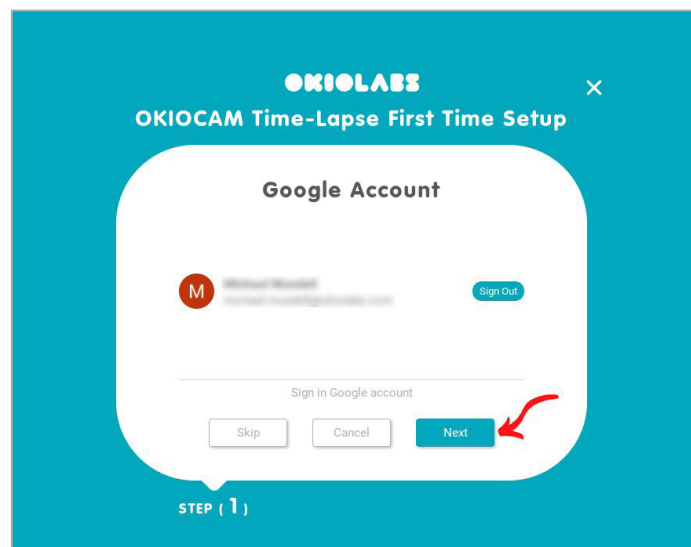 OKIOLABS
×
OKIOCAM Time-Lapse First Time Setup
Google Account
M
Sign Out
Sign in Google account
Skip
Cancel
Next
STEP ( 1 )